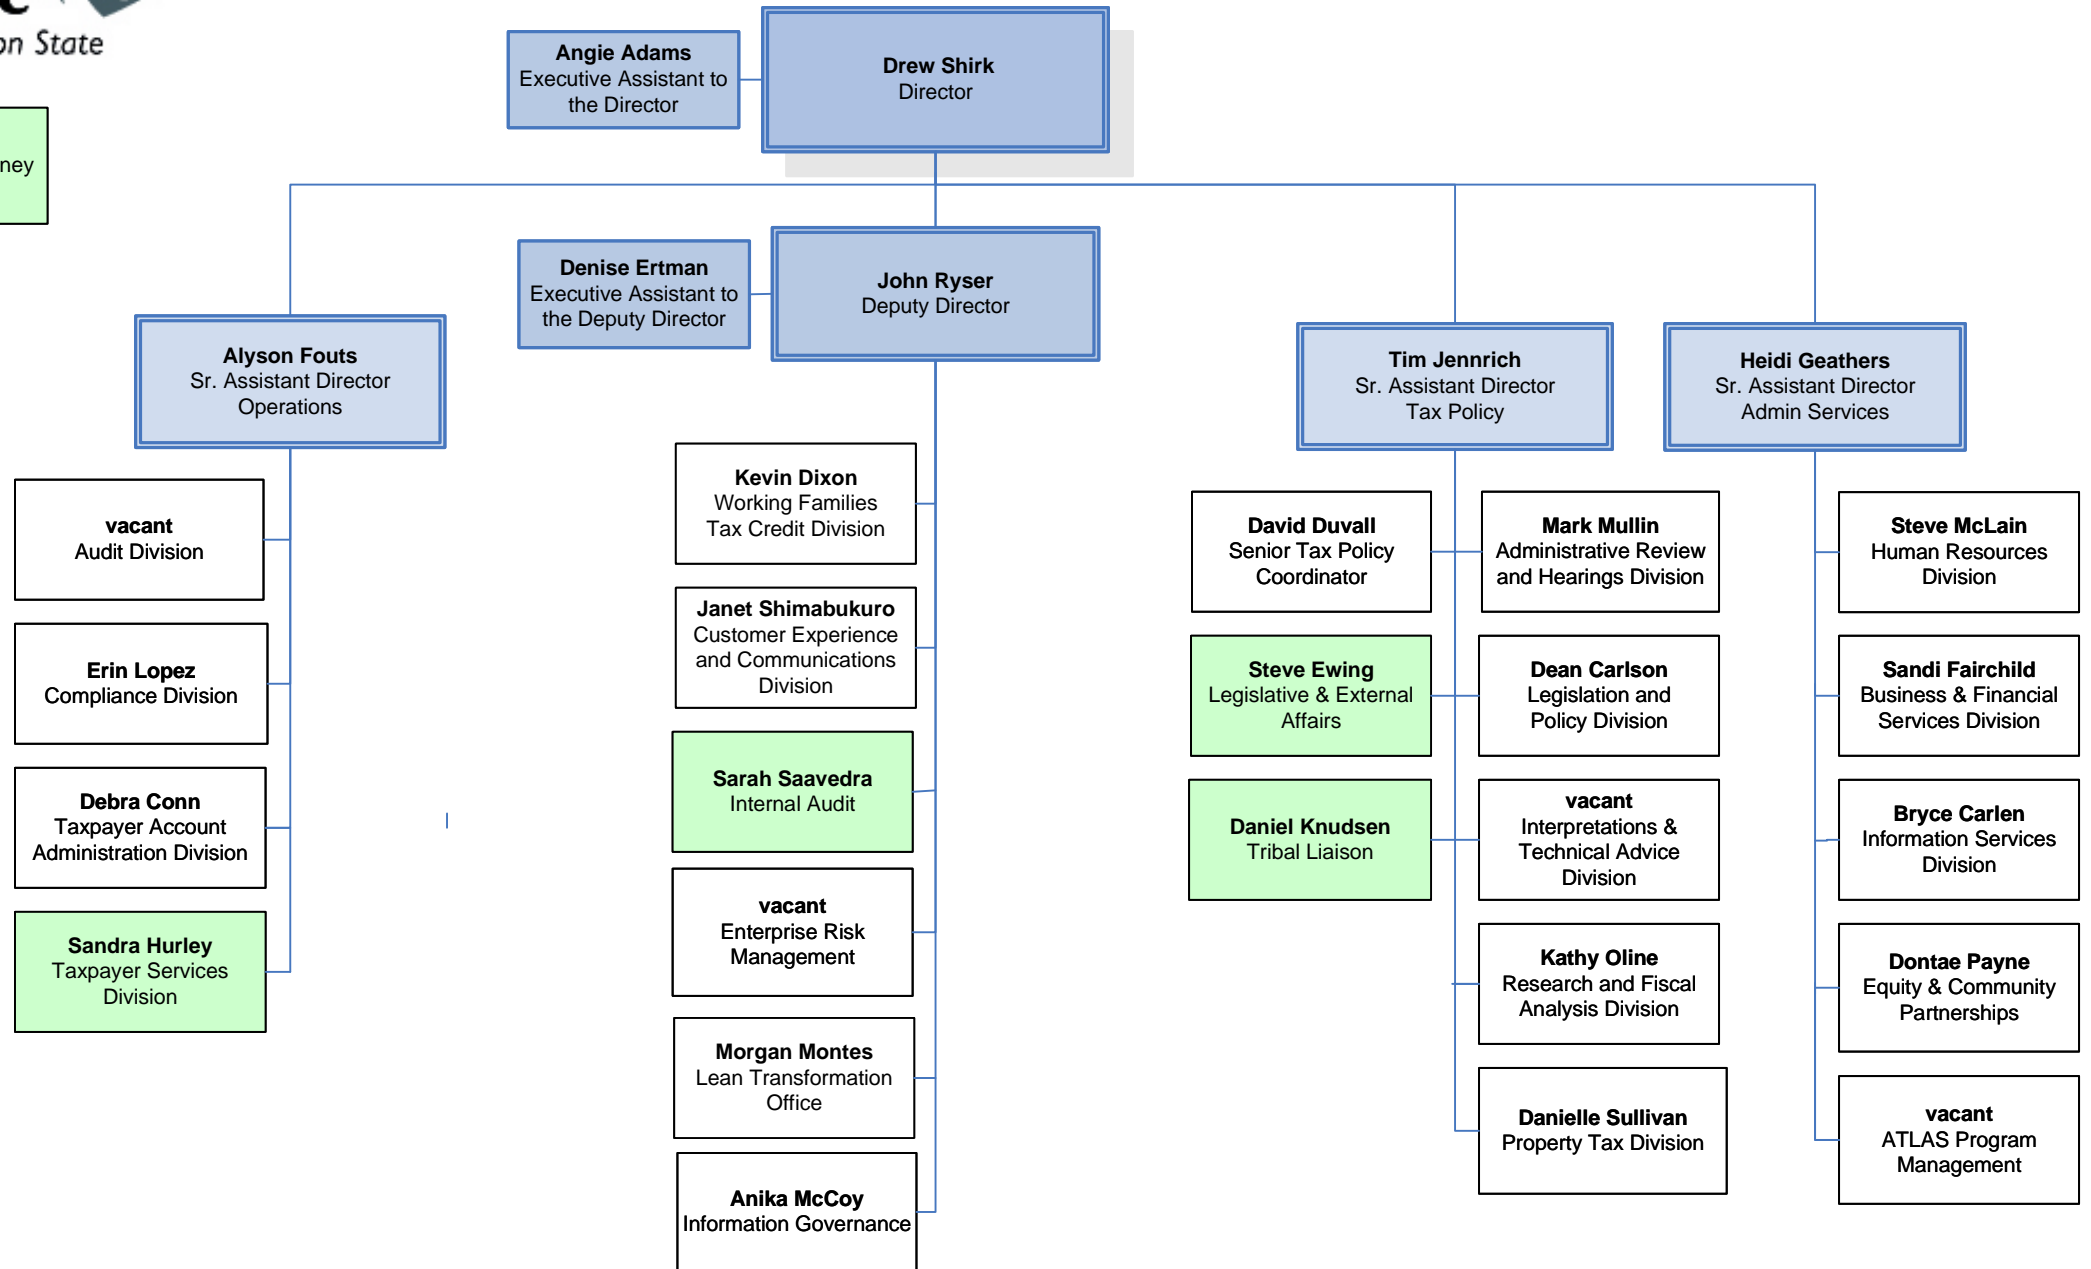 on State
Angie Adams
Executive Assistant to
the Director
Drew Shirk
Director
Denise Ertman
Executive Assistant to
the Deputy Director
John Ryser
Deputy Director
Alyson Fouts
Sr. Assistant Director
Operations
Tim Jennrich
Sr. Assistant Director
Tax Policy
Heidi Geathers
Sr. Assistant Director
Admin Services
vacant
Audit Division
Erin Lopez
Compliance Division
Debra Conn
Taxpayer Account
Administration Division
Sandra Hurley
Taxpayer Services
Division
Kevin Dixon
Working Families
Tax Credit Division
Janet Shimabukuro
Customer Experience
and Communications
Division
Sarah Saavedra
Internal Audit
vacant
Enterprise Risk
Management
Morgan Montes
Lean Transformation
Office
Anika McCoy
Information Governance
David Duvall
Senior Tax Policy
Coordinator
Steve Ewing
Legislative & External
Affairs
Daniel Knudsen
Tribal Liaison
Mark Mullin
Administrative Review
and Hearings Division
Dean Carlson
Legislation and
Policy Division
vacant
Interpretations &
Technical Advice
Division
Kathy Oline
Research and Fiscal
Analysis Division
Danielle Sullivan
Property Tax Division
Steve McLain
Human Resources
Division
Sandi Fairchild
Business & Financial
Services Division
Bryce Carlen
Information Services
Division
Dontae Payne
Equity & Community
Partnerships
vacant
ATLAS Program
Management